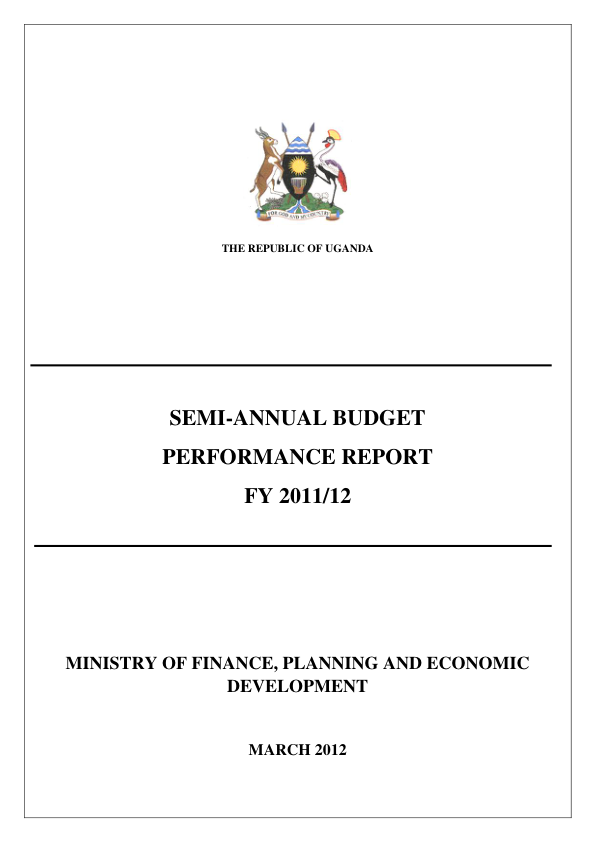 FOR GOD AND MY COUNTRY
THE REPUBLIC OF UGANDA
SEMI-ANNUAL BUDGET
PERFORMANCE REPORT
FY 2011/12
MINISTRY OF FINANCE, PLANNING AND ECONOMIC
DEVELOPMENT
MARCH 2012